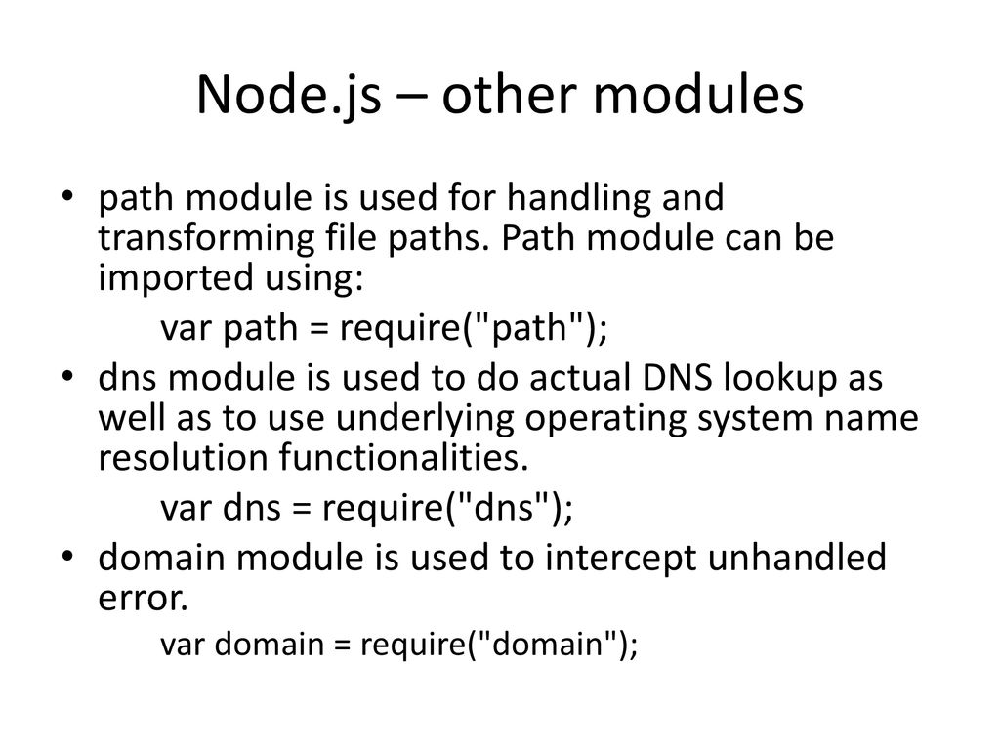 Node.js – other modules
• path module is used for handling and
transforming file paths. Path module can be
imported using:
var path = require("path");
• dns module is used to do actual DNS lookup as
well as to use underlying operating system name
resolution functionalities.
var dns = require("dns");
• domain module is used to intercept unhandled
error.
var domain = require("domain");